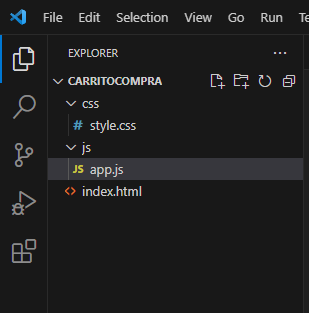 File Edit Selection View Go Run T
EXPLORER ...
CARRITOCOMPRA
css
# style.css
js
JS app.js
<> index.html